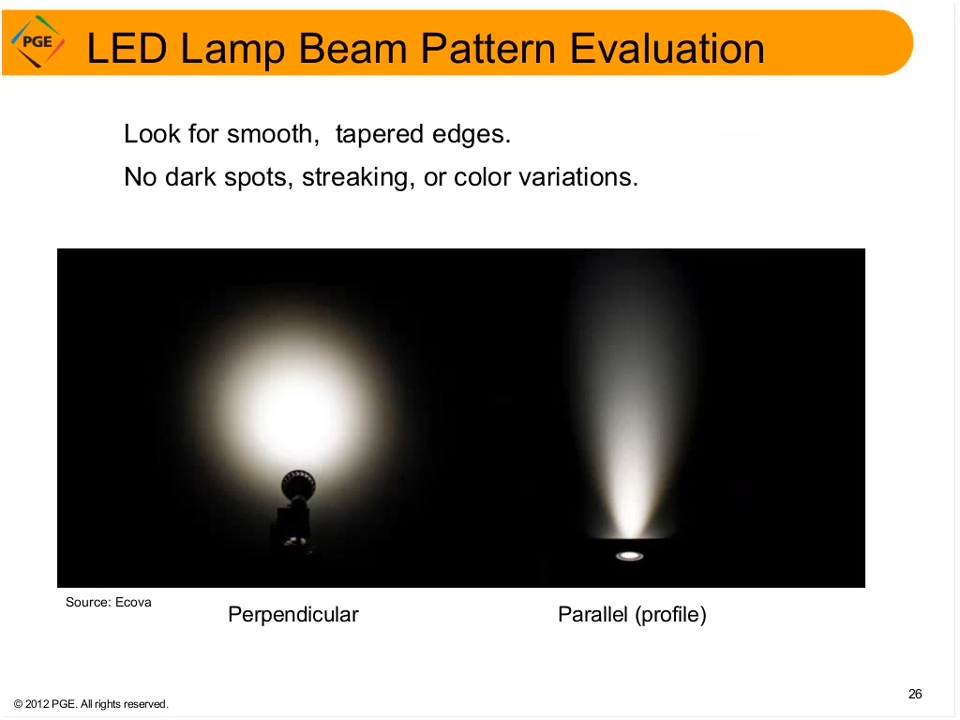 PGE
LED Lamp Beam Pattern Evaluation
Look for smooth,  tapered edges.
No dark spots, streaking, or color variations.
Source: Ecova
Perpendicular
Parallel (profile)
© 2012 PGE. All rights reserved.
26